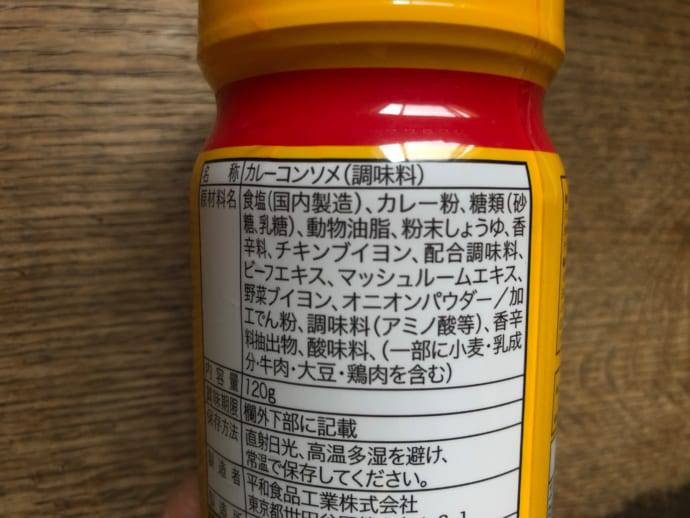 名 称 カレーコンソメ(調味料)
原材料名 食塩(国内製造)、カレー粉、糖類(砂
糖、乳糖)、動物油脂、粉末しょうゆ、香
辛料、チキンブイヨン、配合調味料、
ビーフエキス、マッシュルームエキス、
野菜ブイヨン、オニオンパウダー/加
工でん粉、調味料(アミノ酸等)、香辛
料抽出物、酸味料、(一部に小麦・乳成
分・牛肉・大豆・鶏肉を含む)
内 容 量 120g
賞味期限 欄外下部に記載
保存方法 直射日光、高温多湿を避け、
常温で保存してください。
製 造 者 平和食品工業株式会社
東京都世田谷区